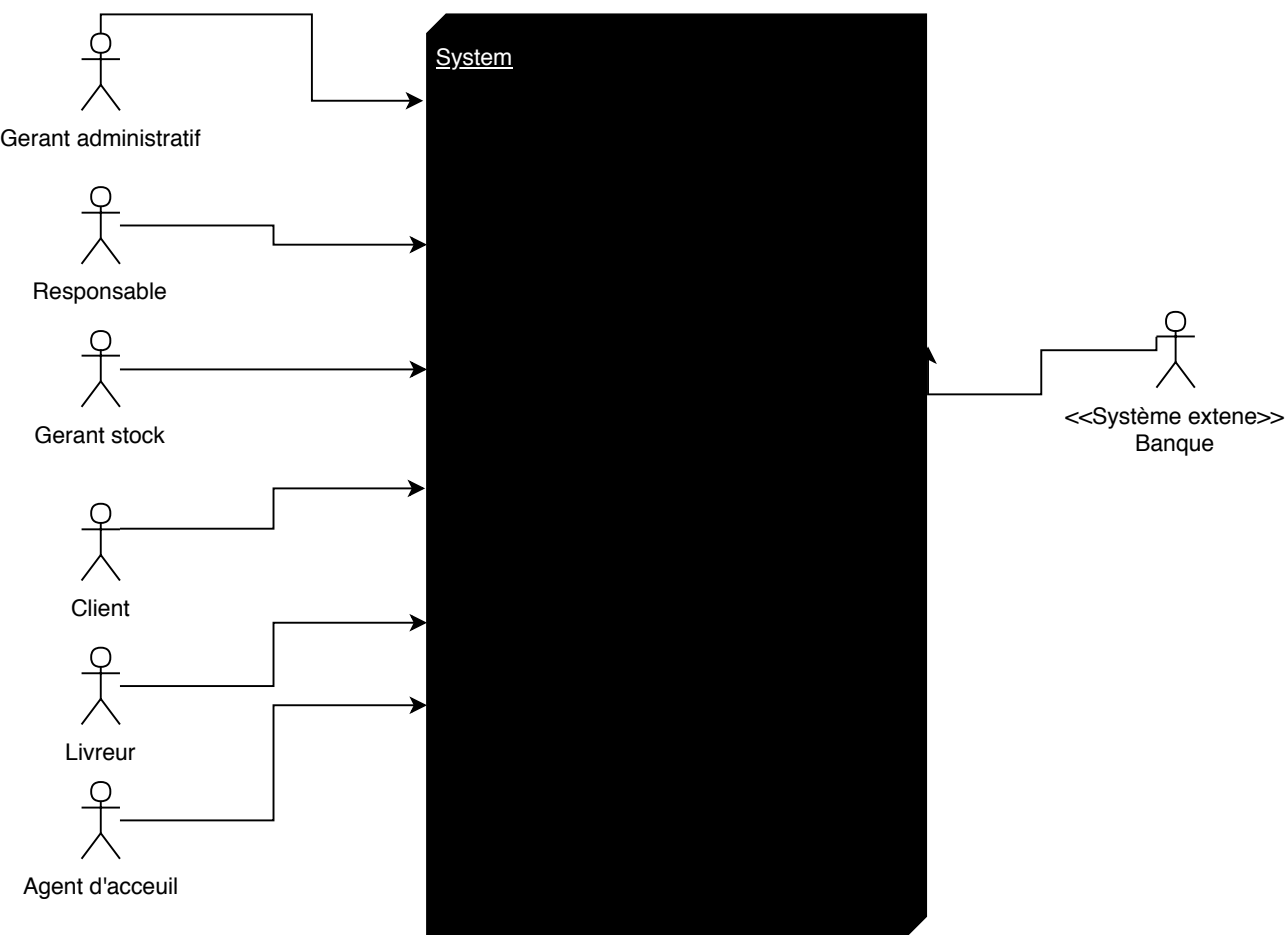 System
Gerant administratif
Responsable
Gerant stock
<<Système extene>>
Banque
Client
Livreur
Agent d'acceuil